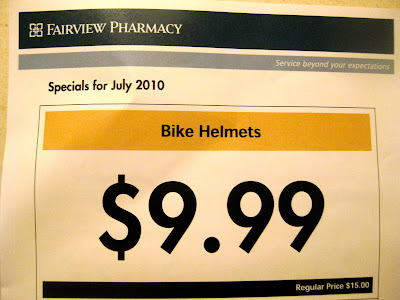 FAIRVIEW PHARMACY
Service beyond your expectations
Specials for July 2010
Bike Helmets
$9.99
Regular Price $15.00